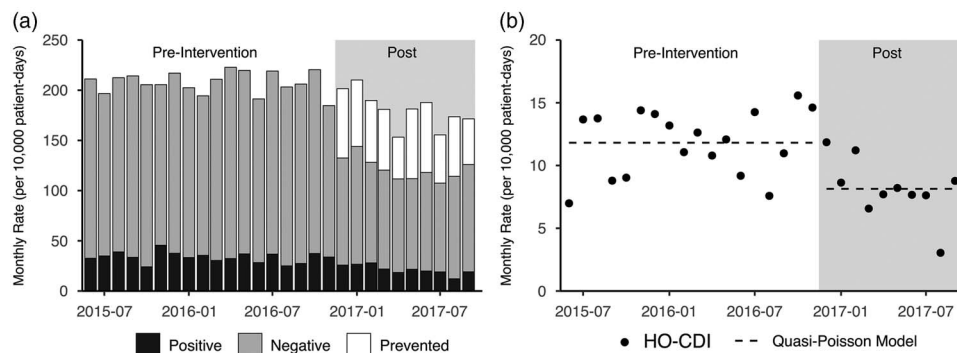 (a)
Monthly Rate (per 10,000 patient-days)
250
200
150
100
50
0
Pre-Intervention
Post
2015-07
2016-01
2016-07
2017-01
2017-07
Positive
Negative
Prevented
(b)
Monthly Rate (per 10,000 patient-days)
20
15
10
5
0
Pre-Intervention
Post
2015-07
2016-01
2016-07
2017-01
2017-07
HO-CDI
Quasi-Poisson Model